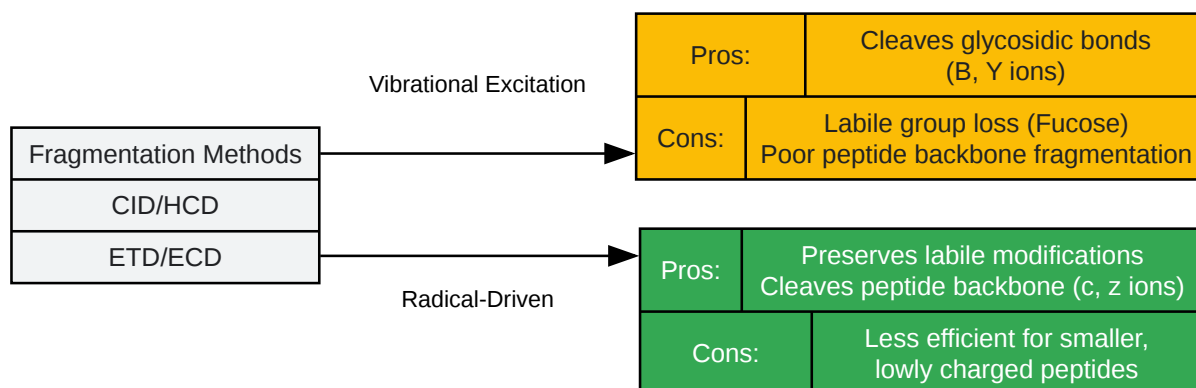 Fragmentation Methods
CID/HCD
ETD/ECD
Vibrational Excitation
Radical-Driven
Pros:
Cleaves glycosidic bonds
(B, Y ions)
Cons:
Labile group loss (Fucose)
Poor peptide backbone fragmentation
Pros:
Preserves labile modifications
Cleaves peptide backbone (c, z ions)
Cons:
Less efficient for smaller,
lowly charged peptides